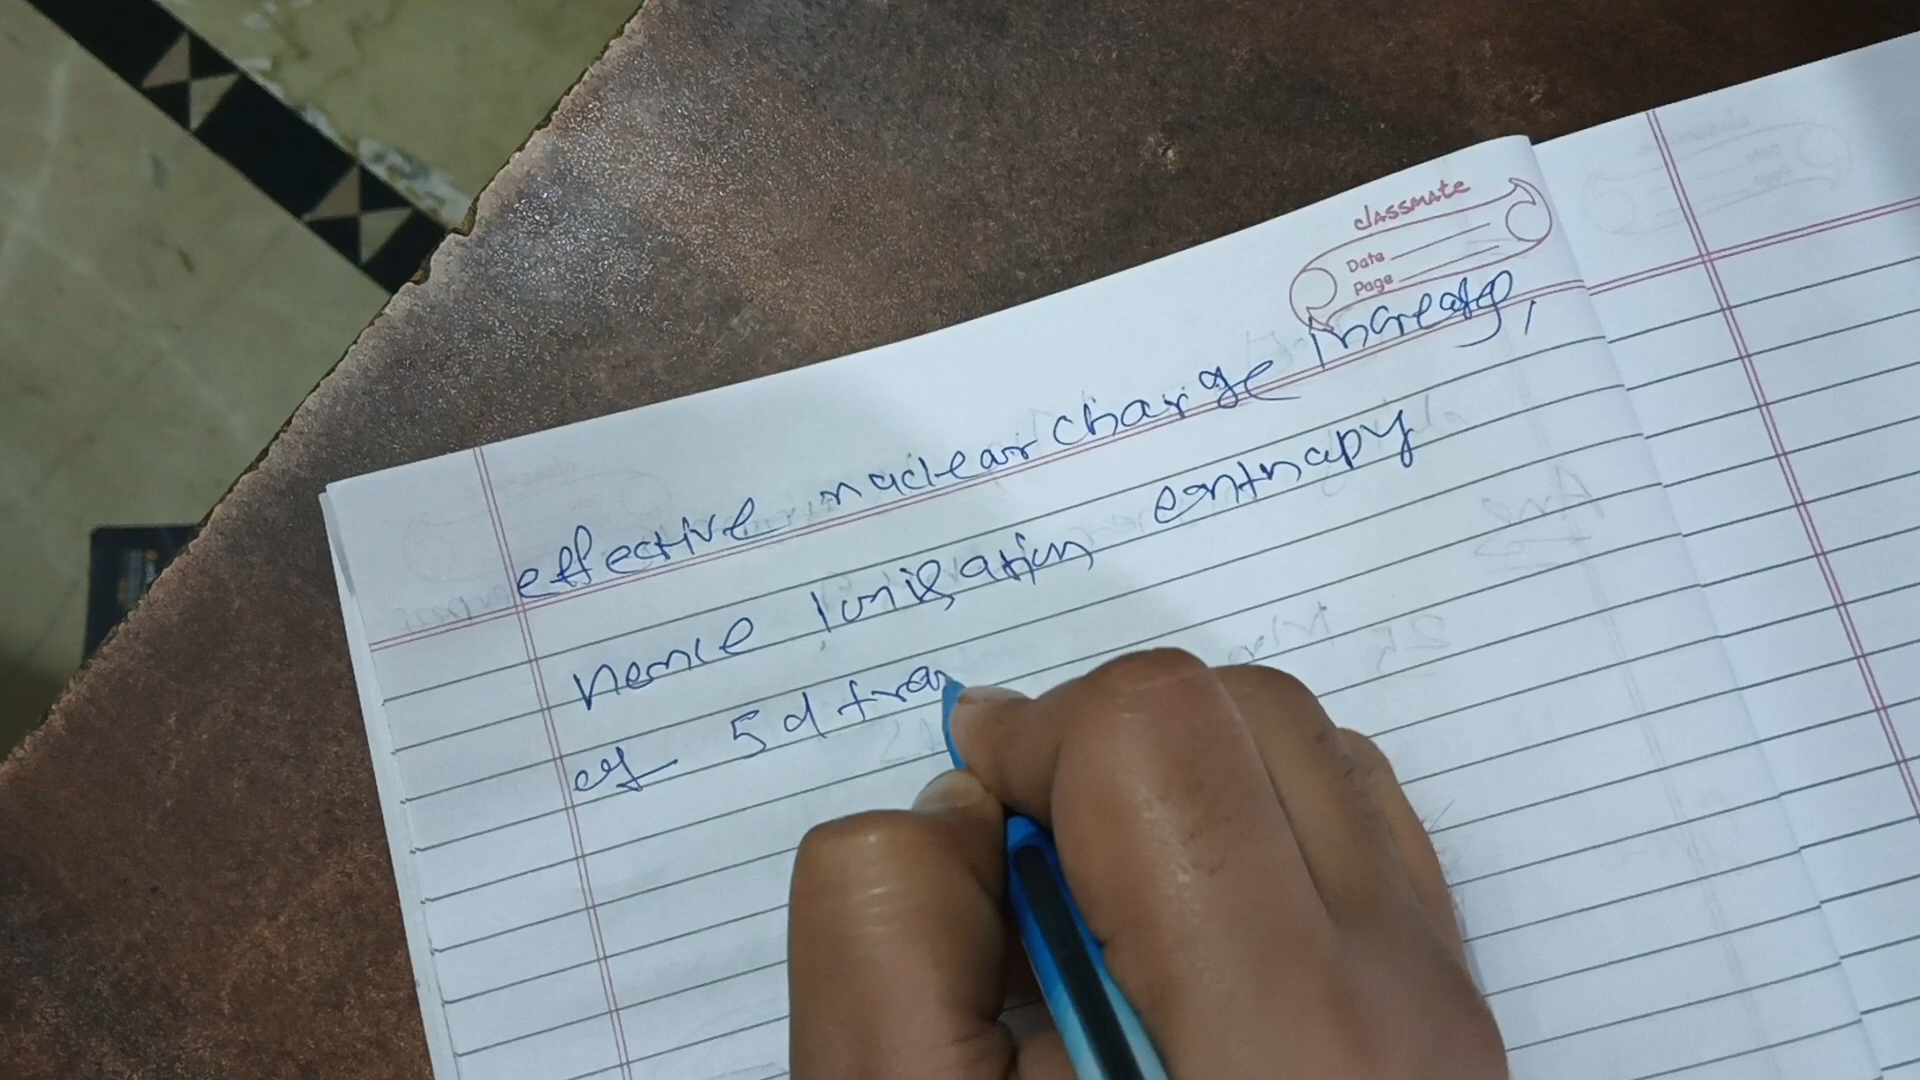 classmate
Date
Page
effective nuclear charge increase,
hence ionisation enthapy
of 5d tran